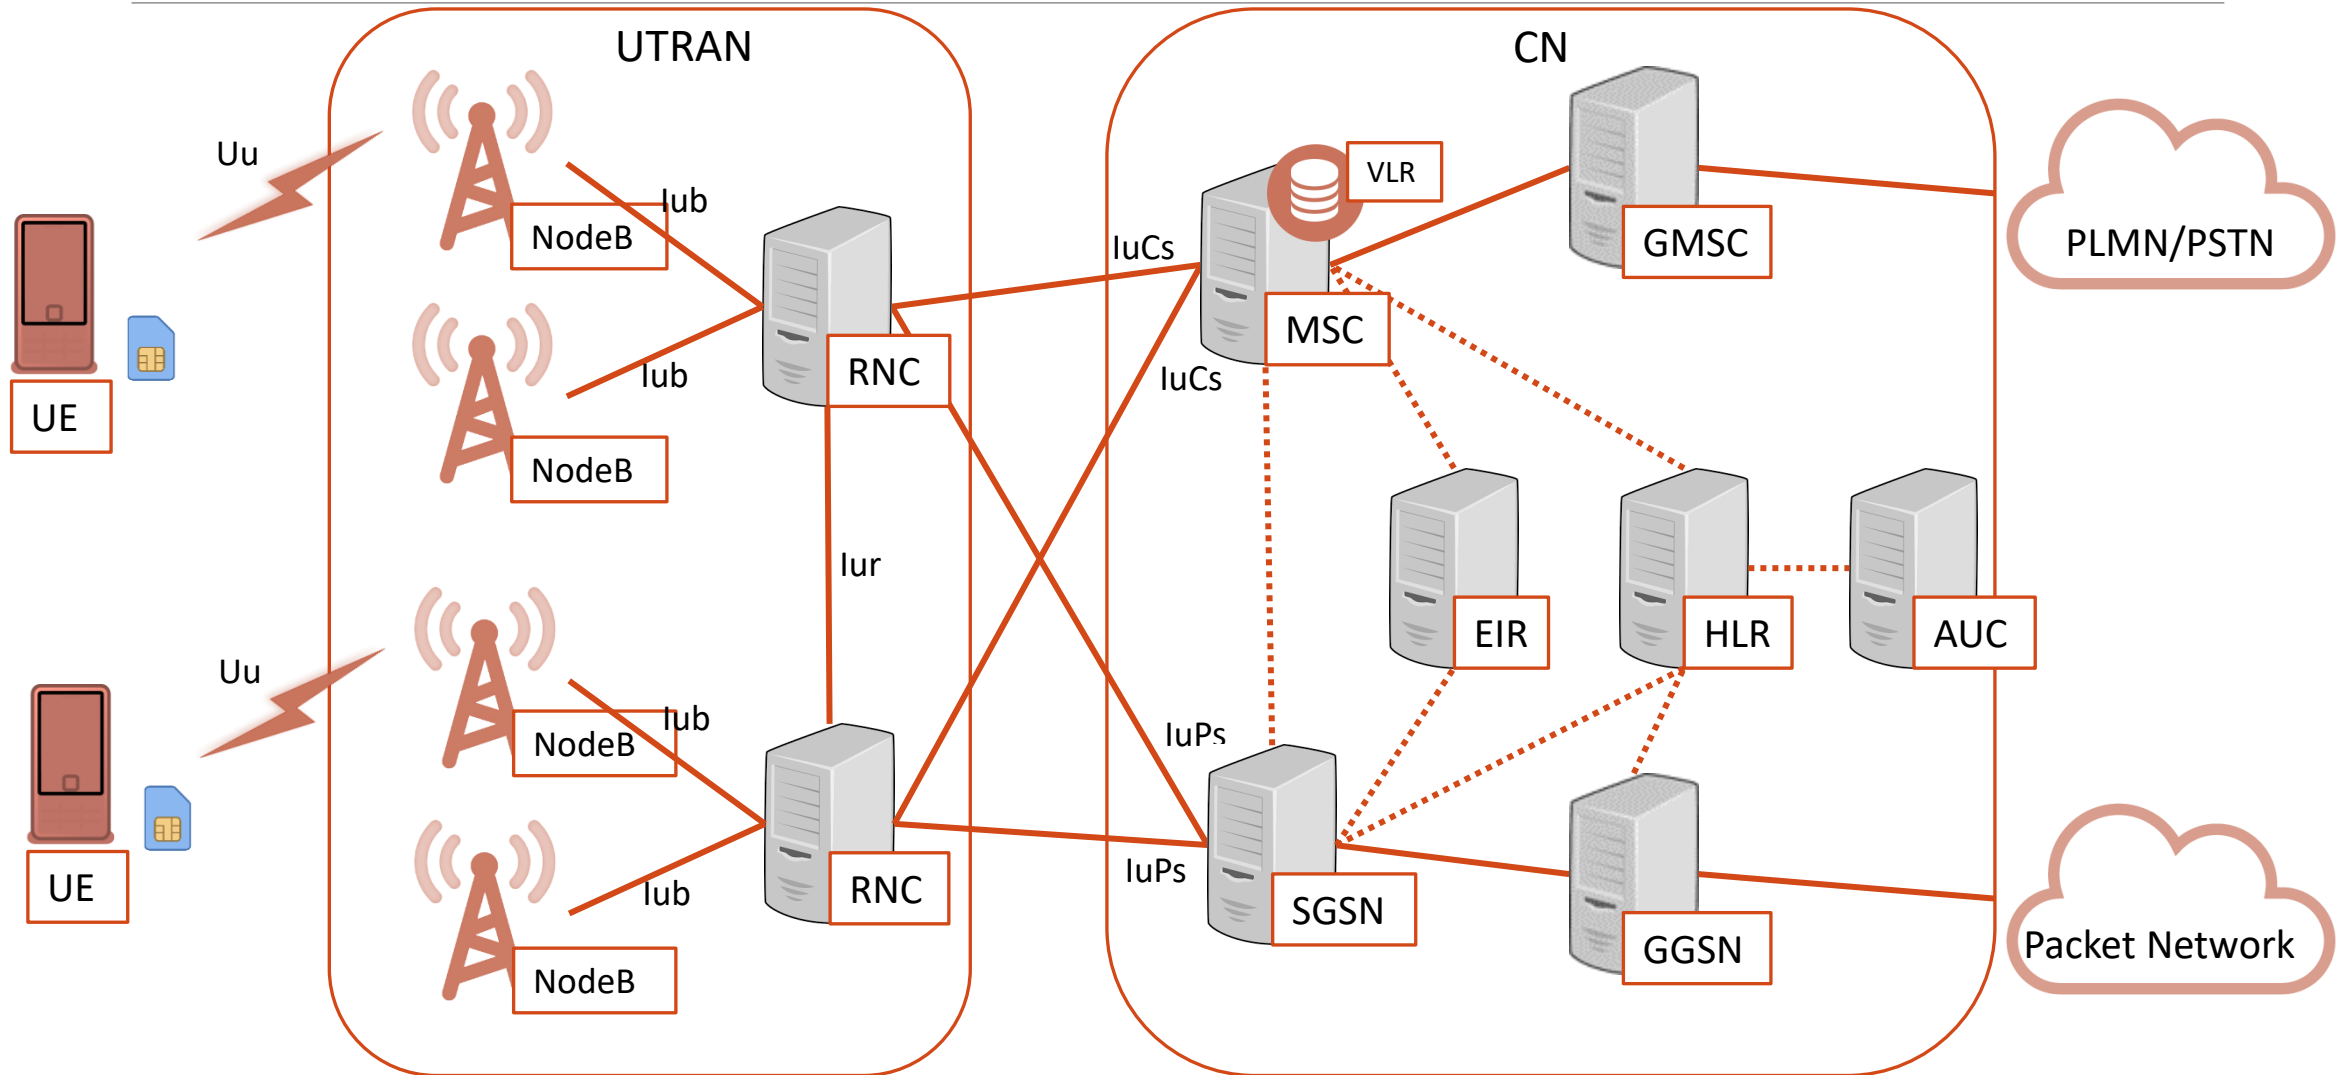 UTRAN
CN
Uu
Iub
NodeB
VLR
GMSC
PLMN/PSTN
IuCs
MSC
UE
Iub
RNC
IuCs
NodeB
Iur
EIR
HLR
AUC
Uu
Iub
NodeB
IuPs
UE
Iub
RNC
IuPs
SGSN
GGSN
Packet Network
NodeB